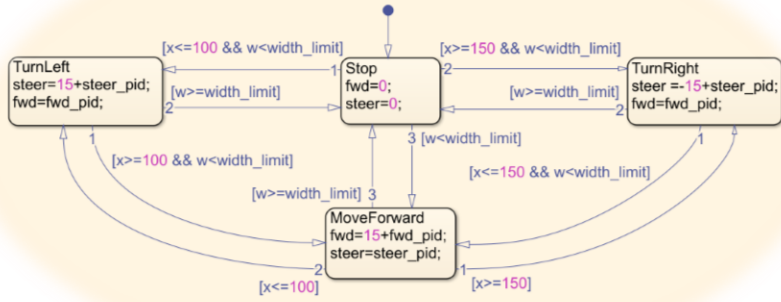 [x<=100 && w<width_limit]
[x>=150 && w<width_limit]
TurnLeft
steer=15+steer_pid;
fwd=fwd_pid;
1
2
[w>=width_limit]
Stop
fwd=0;
steer=0;
2
1
[w>=width_limit]
TurnRight
steer =-15+steer_pid;
fwd=fwd_pid;
2
1
3 [w<width_limit]
[x>=100 && w<width_limit]
[x<=150 && w<width_limit]
[w>=width_limit]
3
MoveForward
fwd=15+fwd_pid;
steer=steer_pid;
2
1
[x<=100]
[x>=150]